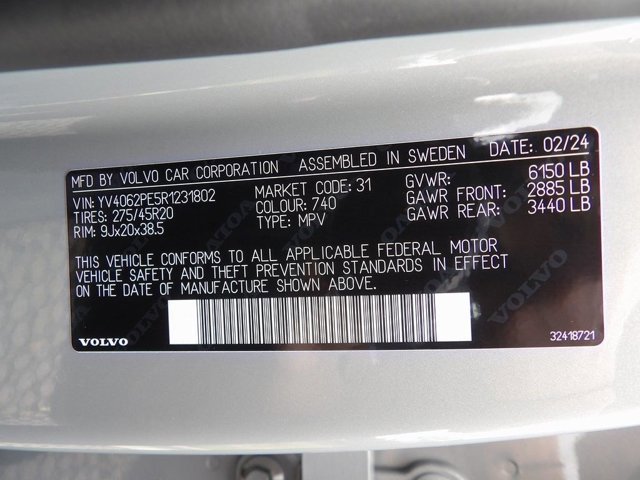 MFD BY VOLVO CAR CORPORATION ASSEMBLED IN SWEDEN DATE: 02/24
VIN: YV4062PE5R1231802 MARKET CODE: 31 GVWR: 6150 LB
TIRES: 275/45R20 COLOUR: 740 GAWR FRONT: 2885 LB
RIM: 9Jx20x38.5 TYPE: MPV GAWR REAR: 3440 LB
THIS VEHICLE CONFORMS TO ALL APPLICABLE FEDERAL MOTOR
VEHICLE SAFETY AND THEFT PREVENTION STANDARDS IN EFFECT
ON THE DATE OF MANUFACTURE SHOWN ABOVE.
VOLVO 32418721